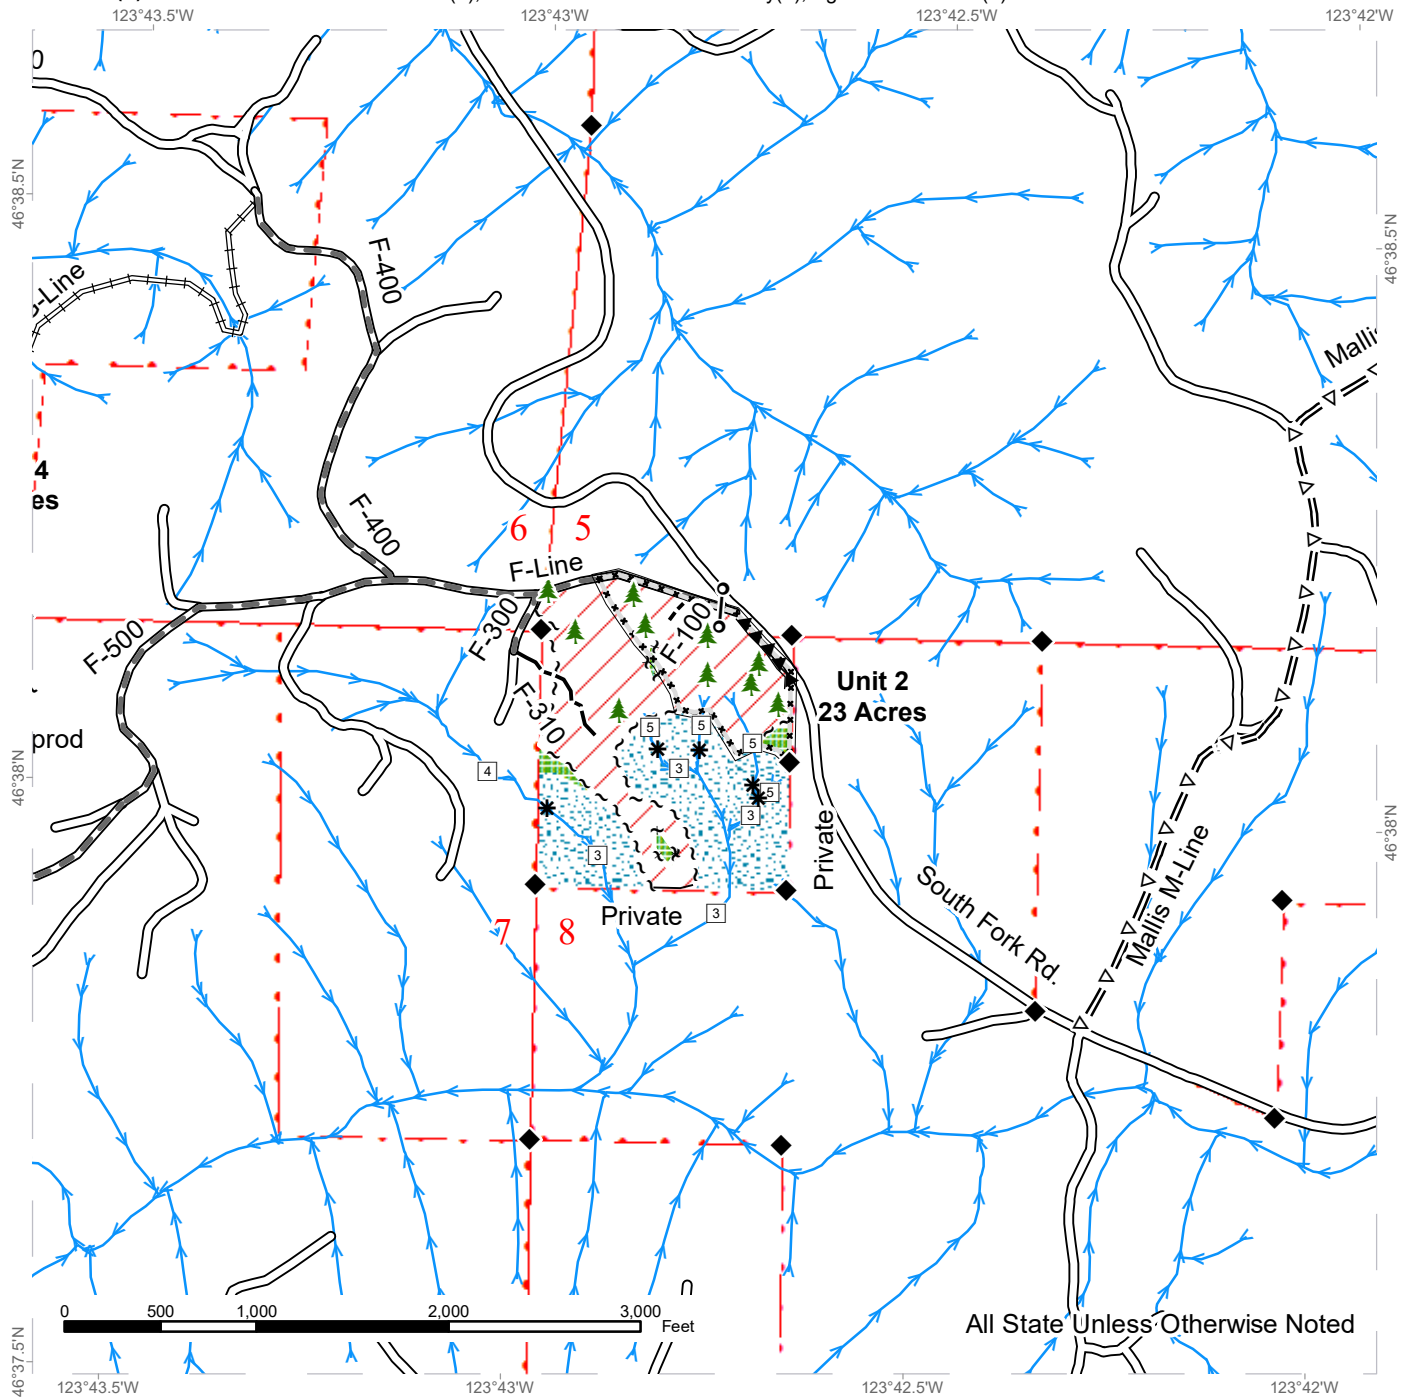 123°43.5'W 123°43'W 123°42.5'W 123°42'W
0
46°38.5'N
46°38.5'N
F-400
-Line
Mallis
4
es
F-400
6 5
F-Line
F-300
F-100
F-500
Unit 2
23 Acres
F-310
prod
5 5 5
4 3 5
3
3
46°38'N
46°38'N
Private
Mallis M-Line
South Fork Rd.
Private 3
7 8
0 500 1,000 2,000 3,000
Feet
All State Unless Otherwise Noted
46°37.5'N
123°43.5'W 123°43'W 123°42.5'W 123°42'W